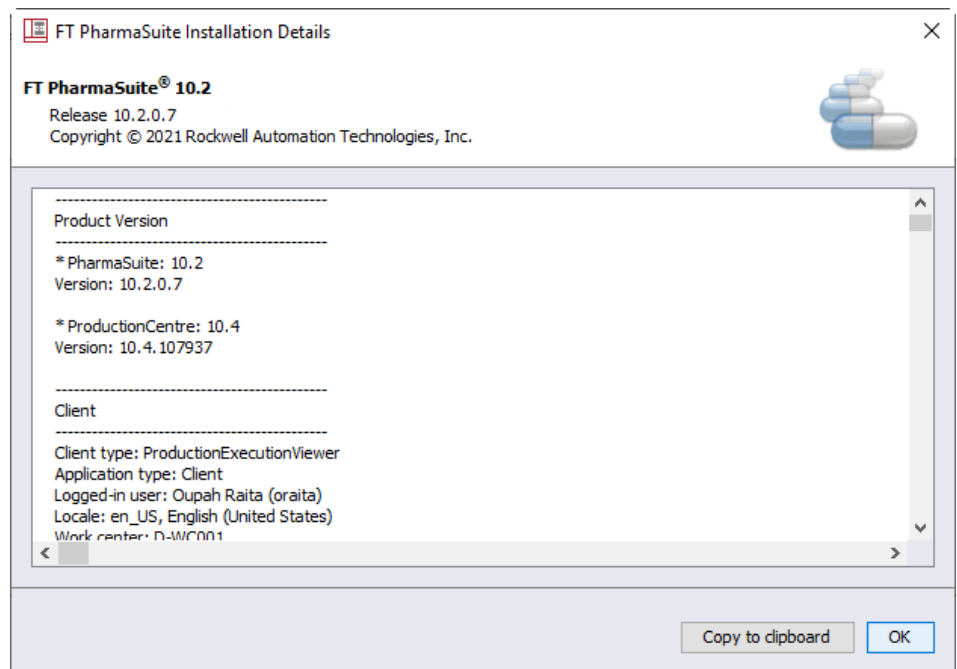 FT PharmaSuite Installation Details
FT PharmaSuite® 10.2
Release 10.2.0.7
Copyright © 2021 Rockwell Automation Technologies, Inc.
---------------------------------------------
Product Version
---------------------------------------------
* PharmaSuite: 10.2
Version: 10.2.0.7
* ProductionCentre: 10.4
Version: 10.4.107937
---------------------------------------------
Client
---------------------------------------------
Client type: ProductionExecutionViewer
Application type: Client
Logged-in user: Oupah Raita (oraita)
Locale: en_US, English (United States)
Work center: D-WC001
Copy to clipboard
OK